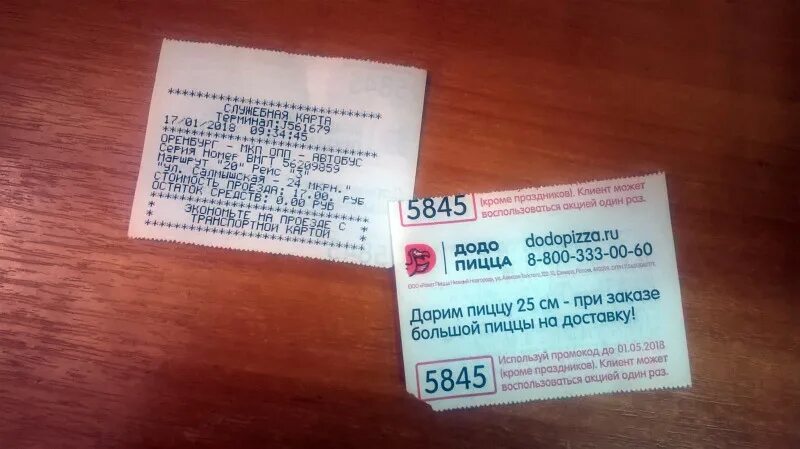 ********************************
СЛУЖЕБНАЯ КАРТА
Терминал:J561679
17/01/2018 09:34:45
********************************
ОРЕНБУРГ - МКП ОПП - АВТОБУС
Серия Номер ВМГТ 56209859
Маршрут "20" Рейс "3"
"ул. Салмышская - 24 мкрн."
СТОИМОСТЬ ПРОЕЗДА: 17.00. РУБ
ОСТАТОК СРЕДСТВ: 0.00 РУБ
********************************
* ЭКОНОМЬТЕ НА ПРОЕЗДЕ С *
* ТРАНСПОРТНОЙ КАРТОЙ *
********************************
5845
(кроме праздников). Клиент может
воспользоваться акцией один раз.
ДОДО
ПИЦЦА
dodopizza.ru
8-800-333-00-60
Дарим пиццу 25 см - при заказе
большой пиццы на доставку!
5845
Используй промокод до 01.05.2018
(кроме праздников). Клиент может
воспользоваться акцией один раз.